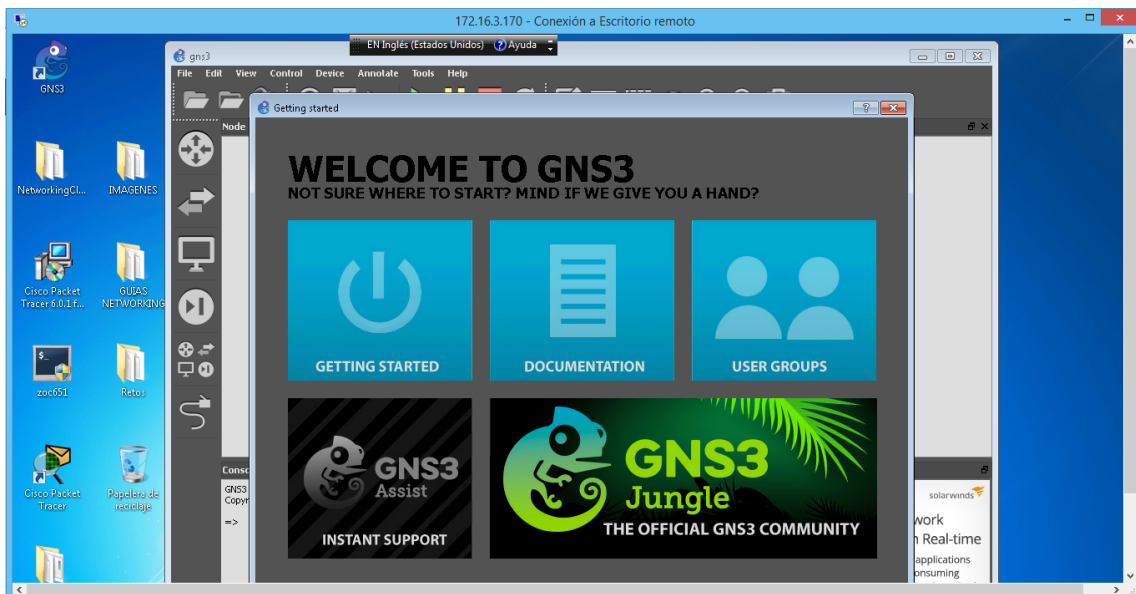 172.16.3.170 - Conexión a Escritorio remoto
EN Inglés (Estados Unidos) Ayuda
GNS3
gns3
File Edit View Control Device Annotate Tools Help
Getting started
Node
WELCOME TO GNS3
NOT SURE WHERE TO START? MIND IF WE GIVE YOU A HAND?
NetworkingCl...
IMAGENES
GETTING STARTED
DOCUMENTATION
USER GROUPS
Cisco Packet
Tracer 6.0.1 f...
GUIAS
NETWORKING
zoc651
Retos
GNS3
Assist
INSTANT SUPPORT
GNS3
Jungle
THE OFFICIAL GNS3 COMMUNITY
Cisco Packet
Tracer
Papelera de
reciclaje
Consc
GNS3
Copyr
=>
solarwinds
work
n Real-time
applications
onsuming